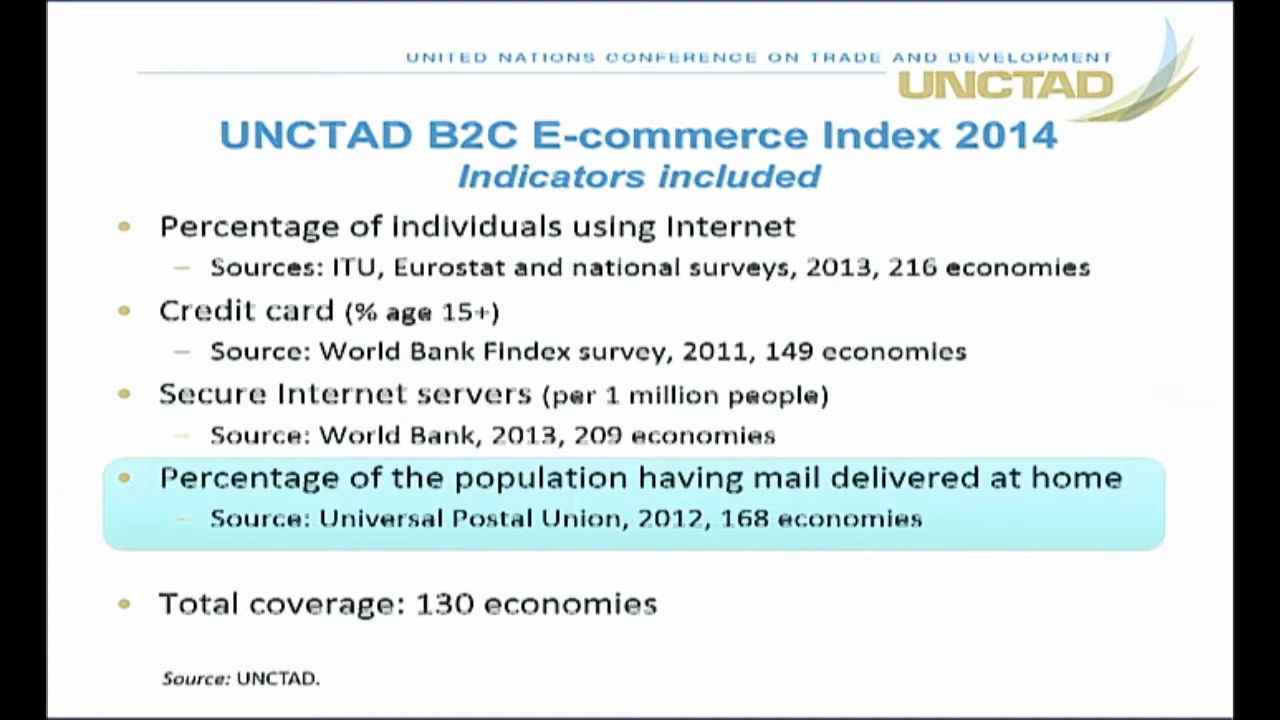 UNITED NATIONS CONFERENCE ON TRADE AND DEVELOPMENT
UNCTAD
UNCTAD B2C E-commerce Index 2014
Indicators included
• Percentage of individuals using Internet
– Sources: ITU, Eurostat and national surveys, 2013, 216 economies
• Credit card (% age 15+)
– Source: World Bank Findex survey, 2011, 149 economies
• Secure Internet servers (per 1 million people)
– Source: World Bank, 2013, 209 economies
• Percentage of the population having mail delivered at home
– Source: Universal Postal Union, 2012, 168 economies
• Total coverage: 130 economies
Source: UNCTAD.